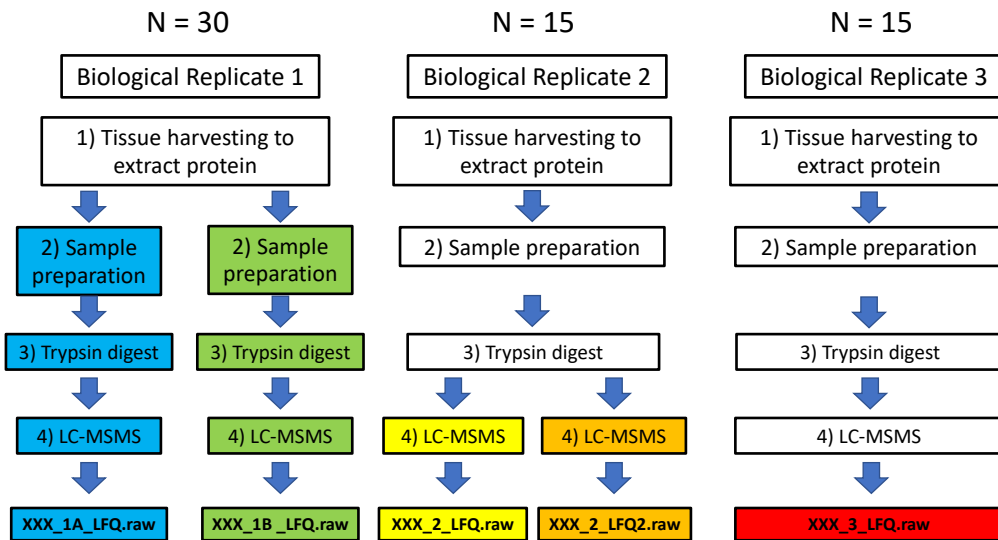 N = 30
N = 15
N = 15
Biological Replicate 1
Biological Replicate 2
Biological Replicate 3
1) Tissue harvesting to
extract protein
1) Tissue harvesting to
extract protein
1) Tissue harvesting to
extract protein
2) Sample
preparation
2) Sample
preparation
2) Sample preparation
2) Sample preparation
3) Trypsin digest
3) Trypsin digest
3) Trypsin digest
3) Trypsin digest
4) LC-MSMS
4) LC-MSMS
4) LC-MSMS
4) LC-MSMS
4) LC-MSMS
XXX_1A_LFQ.raw
XXX_1B_LFQ.raw
XXX_2_LFQ.raw
XXX_2_LFQ2.raw
XXX_3_LFQ.raw